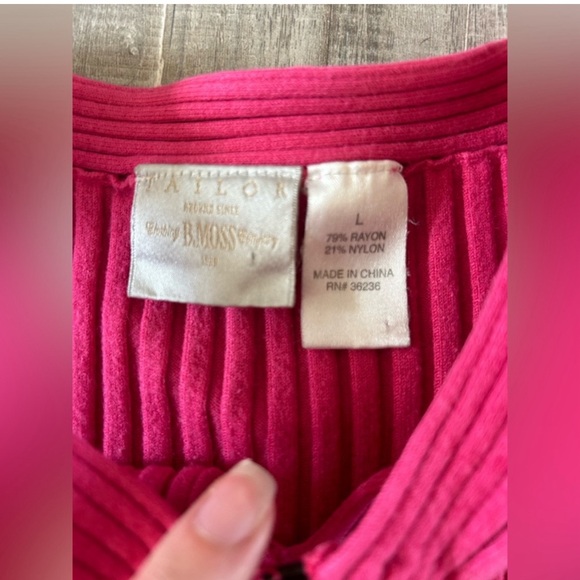 TAILOR
B.MOSS
L
79% RAYON
21% NYLON
MADE IN CHINA
RN# 36236